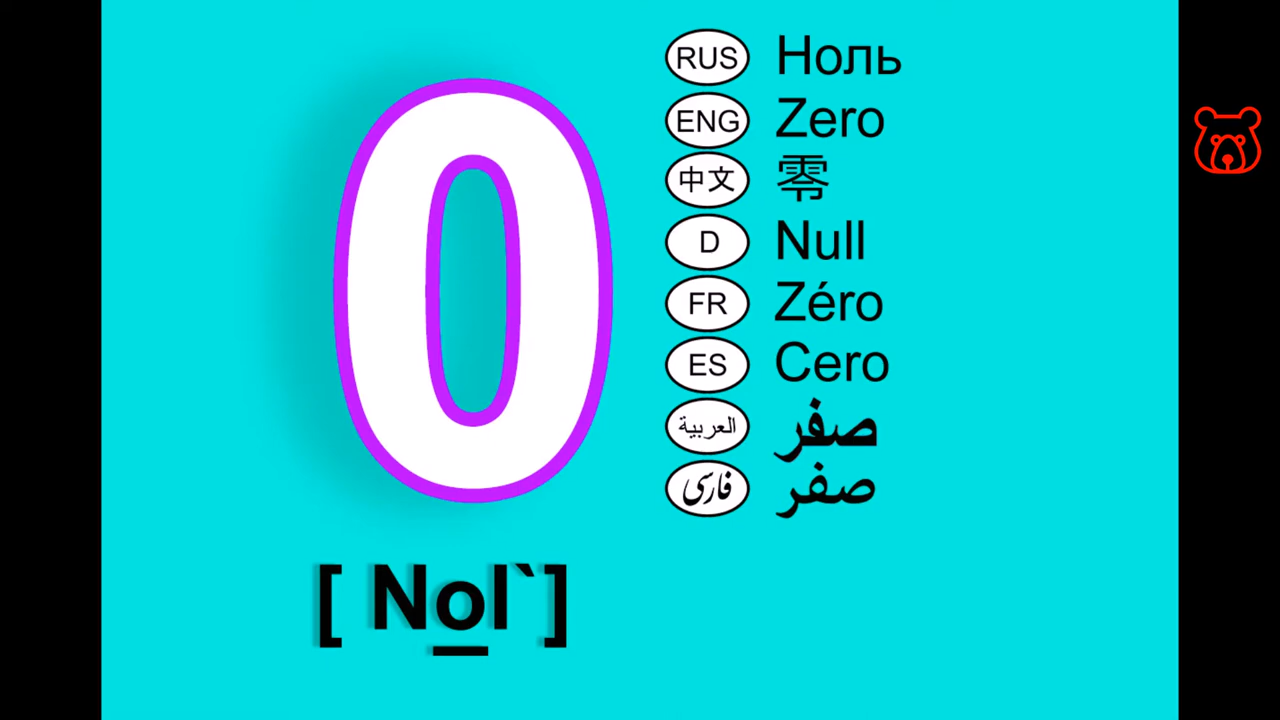 0
[ Nol`]
RUS Ноль
ENG Zero
中文 零
D Null
FR Zéro
ES Cero
العربية صفر
فارسی صفر